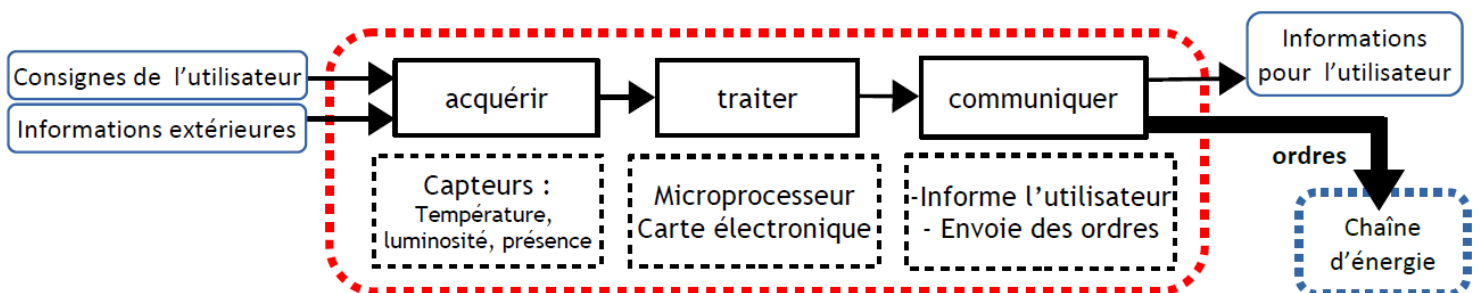 Consignes de l'utilisateur
Informations extérieures
acquérir
traiter
communiquer
Informations
pour l'utilisateur
Capteurs :
Température,
luminosité, présence
Microprocesseur
Carte électronique
-Informe l'utilisateur
- Envoie des ordres
ordres
Chaîne
d'énergie